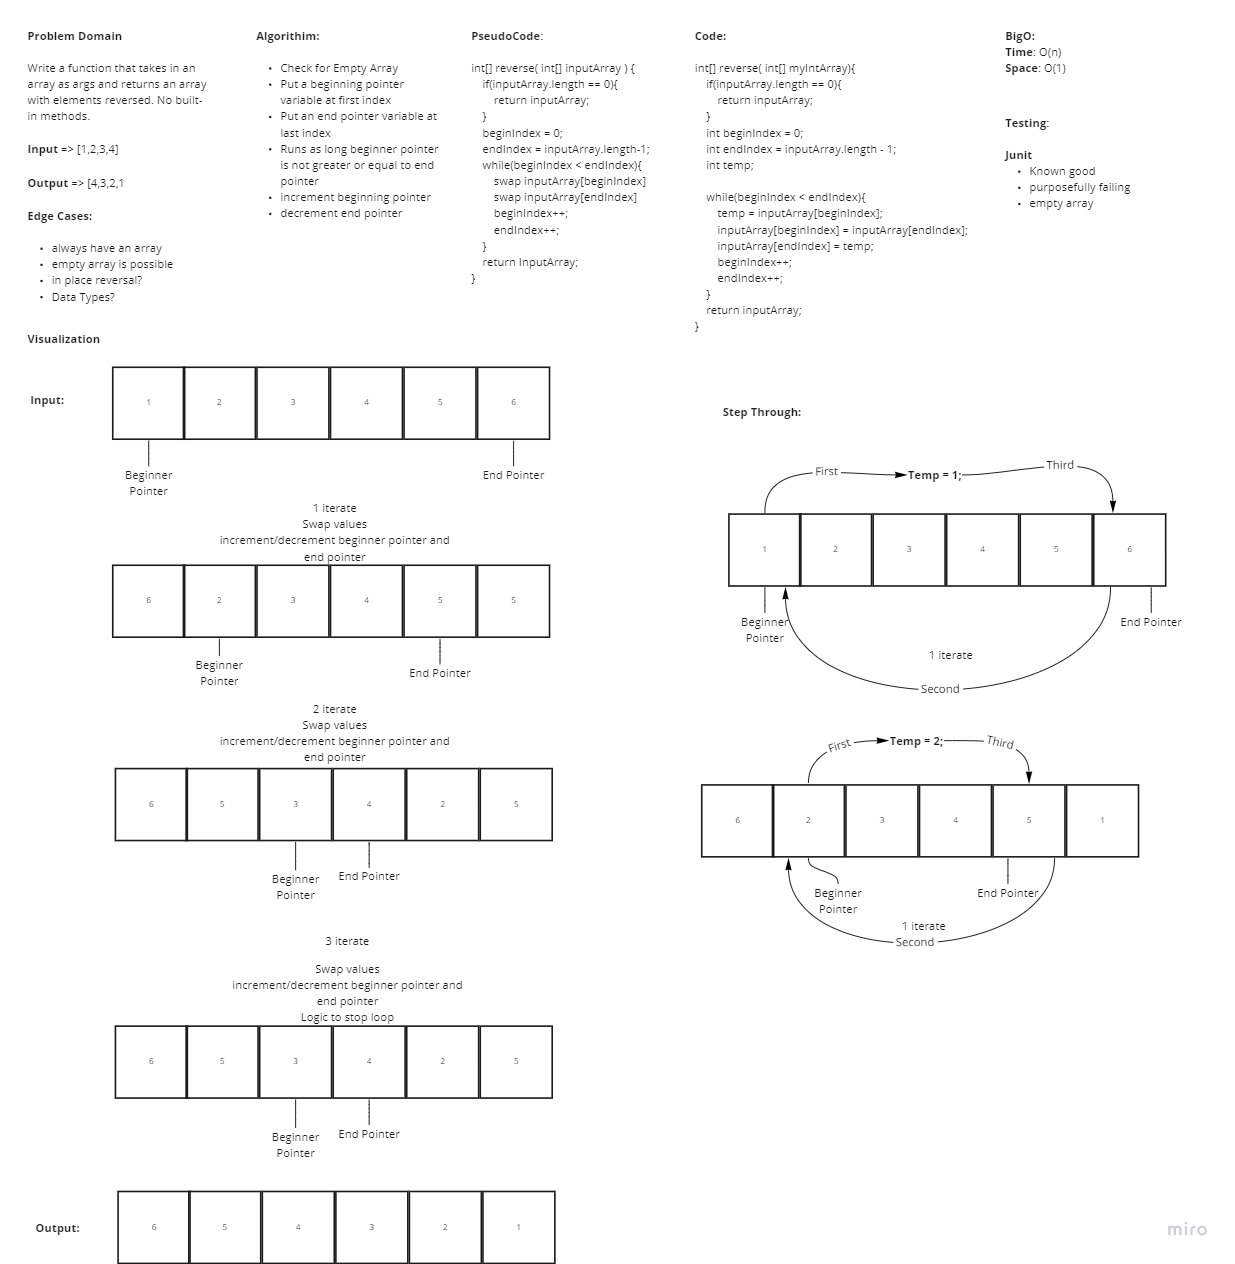 Problem Domain
Write a function that takes in an
array as args and returns an array
with elements reversed. No built-
in methods.
Input => [1,2,3,4]
Output => [4,3,2,1
Edge Cases:
• always have an array
• empty array is possible
• in place reversal?
• Data Types?
Algorithim:
• Check for Empty Array
• Put a beginning pointer
variable at first index
• Put an end pointer variable at
last index
• Runs as long beginner pointer
is not greater or equal to end
pointer
• increment beginning pointer
• decrement end pointer
PseudoCode:
int[] reverse( int[] inputArray ) {
if(inputArray.length == 0){
return inputArray;
}
beginIndex = 0;
endIndex = inputArray.length-1;
while(beginIndex < endIndex){
swap inputArray[beginIndex]
swap inputArray[endIndex]
beginIndex++;
endIndex++;
}
return InputArray;
}
Code:
int[] reverse( int[] myIntArray){
if(inputArray.length == 0){
return inputArray;
}
int beginIndex = 0;
int endIndex = inputArray.length - 1;
int temp;
while(beginIndex < endIndex){
temp = inputArray[beginIndex];
inputArray[beginIndex] = inputArray[endIndex];
inputArray[endIndex] = temp;
beginIndex++;
endIndex++;
}
return inputArray;
}
BigO:
Time: O(n)
Space: O(1)
Testing:
Junit
• Known good
• purposefully failing
• empty array
Visualization
Input:
1 2 3 4 5 6
Beginner
Pointer
End Pointer
1 iterate
Swap values
increment/decrement beginner pointer and
end pointer
6 2 3 4 5 5
Beginner
Pointer
End Pointer
2 iterate
Swap values
increment/decrement beginner pointer and
end pointer
6 5 3 4 2 5
Beginner
Pointer
End Pointer
3 iterate
Swap values
increment/decrement beginner pointer and
end pointer
Logic to stop loop
6 5 3 4 2 5
Beginner
Pointer
End Pointer
Output:
6 5 4 3 2 1
Step Through:
First
Temp = 1;
Third
1 2 3 4 5 6
Beginner
Pointer
End Pointer
1 iterate
Second
First
Temp = 2;
Third
6 2 3 4 5 1
Beginner
Pointer
End Pointer
1 iterate
Second
miro